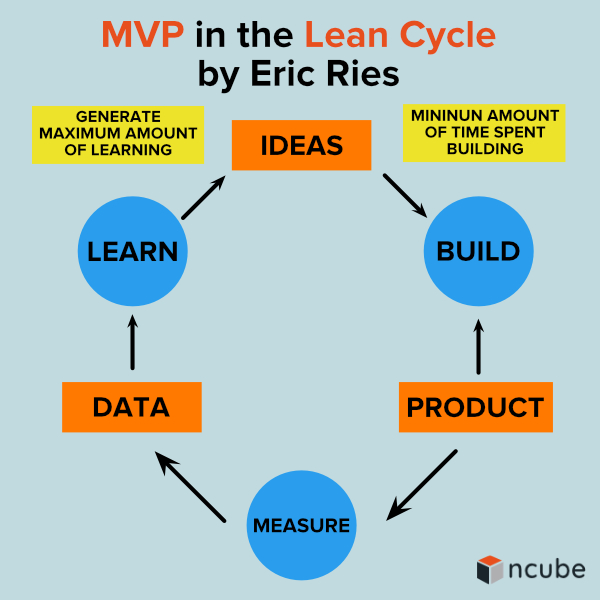 MVP in the Lean Cycle
by Eric Ries
GENERATE
MAXIMUM AMOUNT
OF LEARNING
IDEAS
MININUN AMOUNT
OF TIME SPENT
BUILDING
LEARN
BUILD
DATA
PRODUCT
MEASURE
ncube